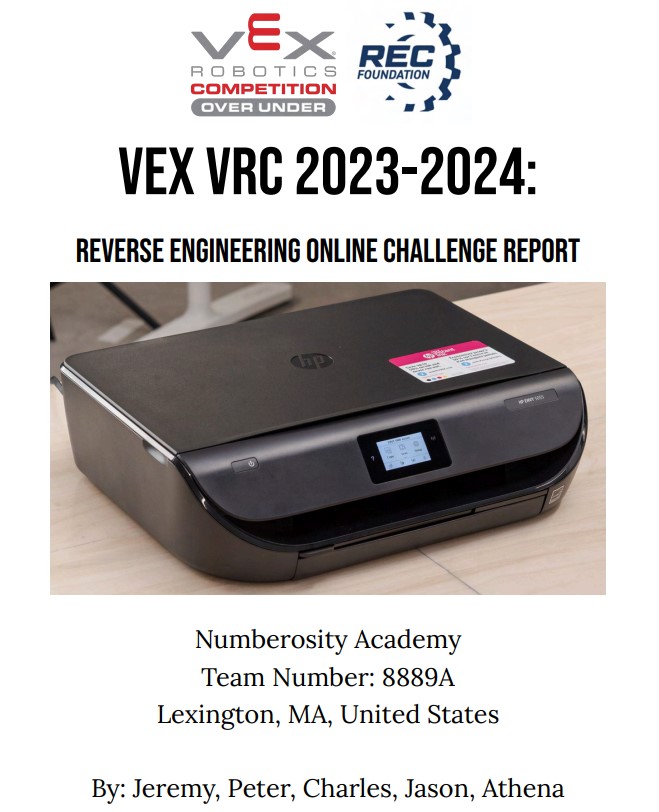 VEX
ROBOTICS
COMPETITION
OVER UNDER
REC
FOUNDATION
VEX VRC 2023-2024:
REVERSE ENGINEERING ONLINE CHALLENGE REPORT
hp
Numberosity Academy
Team Number: 8889A
Lexington, MA, United States
By: Jeremy, Peter, Charles, Jason, Athena